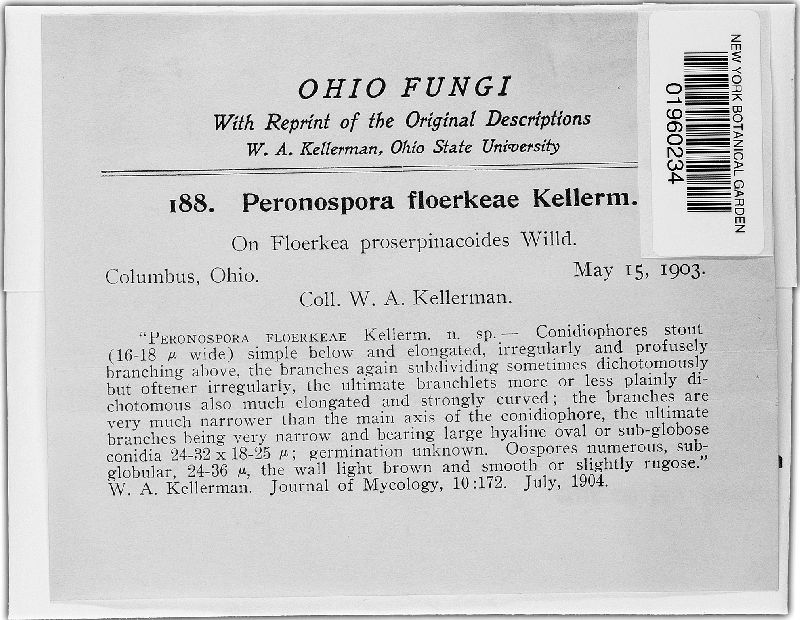 OHIO FUNGI
With Reprint of the Original Descriptions
W. A. Kellerman, Ohio State University
188. Peronospora floerkeae Kellerm.
On Floerkea proserpinacoides Willd.
Columbus, Ohio. May 15, 1903.
Coll. W. A. Kellerman.
"PERONOSPORA FLOERKEAE Kellerm. n. sp.— Conidiophores stout
(16-18 μ wide) simple below and elongated, irregularly and profusely
branching above, the branches again subdividing sometimes dichotomously
but oftener irregularly, the ultimate branchlets more or less plainly di-
chotomous also much elongated and strongly curved; the branches are
very much narrower than the main axis of the conidiophore, the ultimate
branches being very narrow and bearing large hyaline oval or sub-globose
conidia 24-32 x 18-25 μ; germination unknown. Oospores numerous, sub-
globular, 24-36 μ, the wall light brown and smooth or slightly rugose."
W. A. Kellerman. Journal of Mycology, 10:172. July, 1904.
NEW YORK BOTANICAL GARDEN
01960234